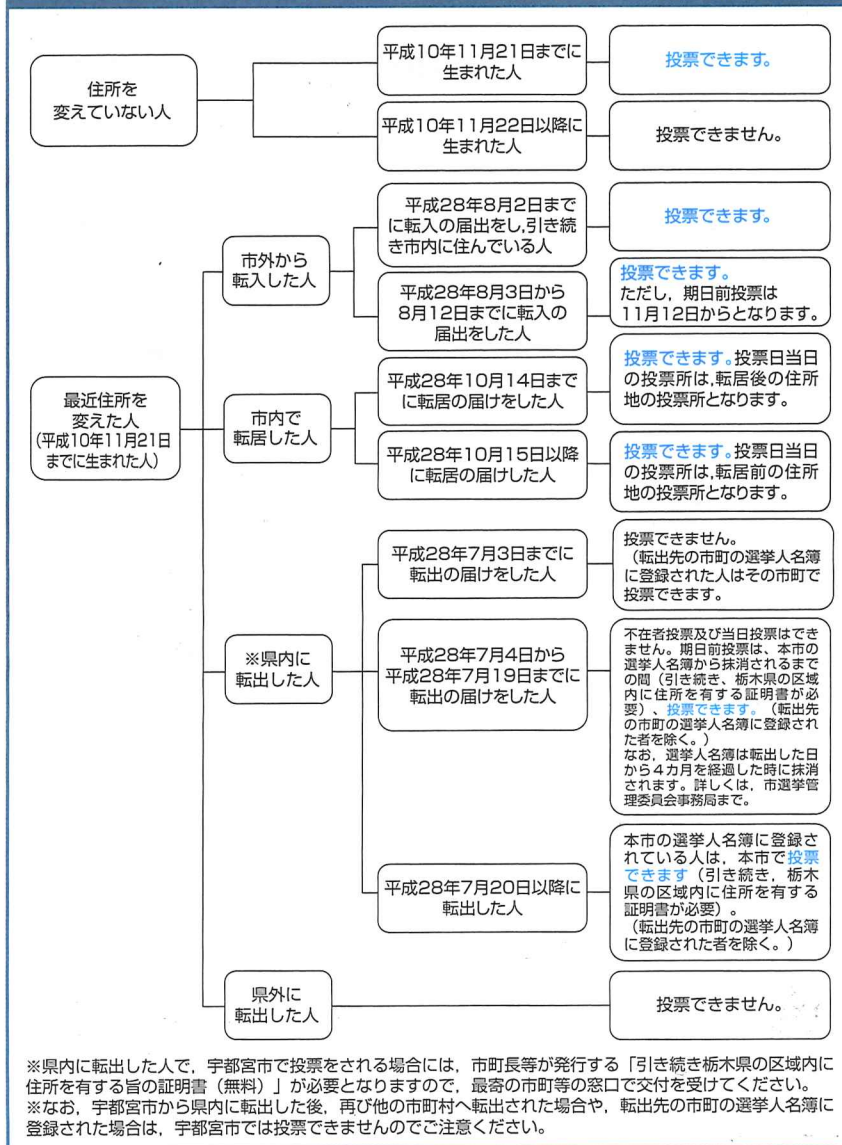 住所を
変えていない人
平成10年11月21日までに
生まれた人
投票できます。
平成10年11月22日以降に
生まれた人
投票できません。
最近住所を
変えた人
(平成10年11月21日
までに生まれた人)
市外から
転入した人
平成28年8月2日まで
に転入の届出をし,引き続
き市内に住んでいる人
投票できます。
平成28年8月3日から
8月12日までに転入の
届出をした人
投票できます。
ただし，期日前投票は
11月12日からとなります。
市内で
転居した人
平成28年10月14日まで
に転居の届けをした人
投票できます。投票日当日
の投票所は,転居後の住所
地の投票所となります。
平成28年10月15日以降
に転居の届けした人
投票できます。投票日当日
の投票所は,転居前の住所
地の投票所となります。
※県内に
転出した人
平成28年7月3日までに
転出の届けをした人
投票できません。
（転出先の市町の選挙人名簿
に登録された人はその市町で
投票できます。
平成28年7月4日から
平成28年7月19日までに
転出の届けをした人
不在者投票及び当日投票はでき
ません。期日前投票は、本市の
選挙人名簿から抹消されるまで
の間（引き続き、栃木県の区域
内に住所を有する証明書が必
要）、投票できます。（転出先
の市町の選挙人名簿に登録され
た者を除く。）
なお，選挙人名簿は転出した日
から４カ月を経過した時に抹消
されます。詳しくは，市選挙管
理委員会事務局まで。
平成28年7月20日以降に
転出した人
本市の選挙人名簿に登録さ
れている人は，本市で投票
できます（引き続き，栃木
県の区域内に住所を有する
証明書が必要）。
（転出先の市町の選挙人名簿
に登録された者を除く。）
県外に
転出した人
投票できません。
※県内に転出した人で，宇都宮市で投票をされる場合には，市町長等が発行する「引き続き栃木県の区域内に
住所を有する旨の証明書（無料）」が必要となりますので，最寄の市町等の窓口で交付を受けてください。
※なお，宇都宮市から県内に転出した後，再び他の市町村へ転出された場合や，転出先の市町の選挙人名簿に
登録された場合は，宇都宮市では投票できませんのでご注意ください。